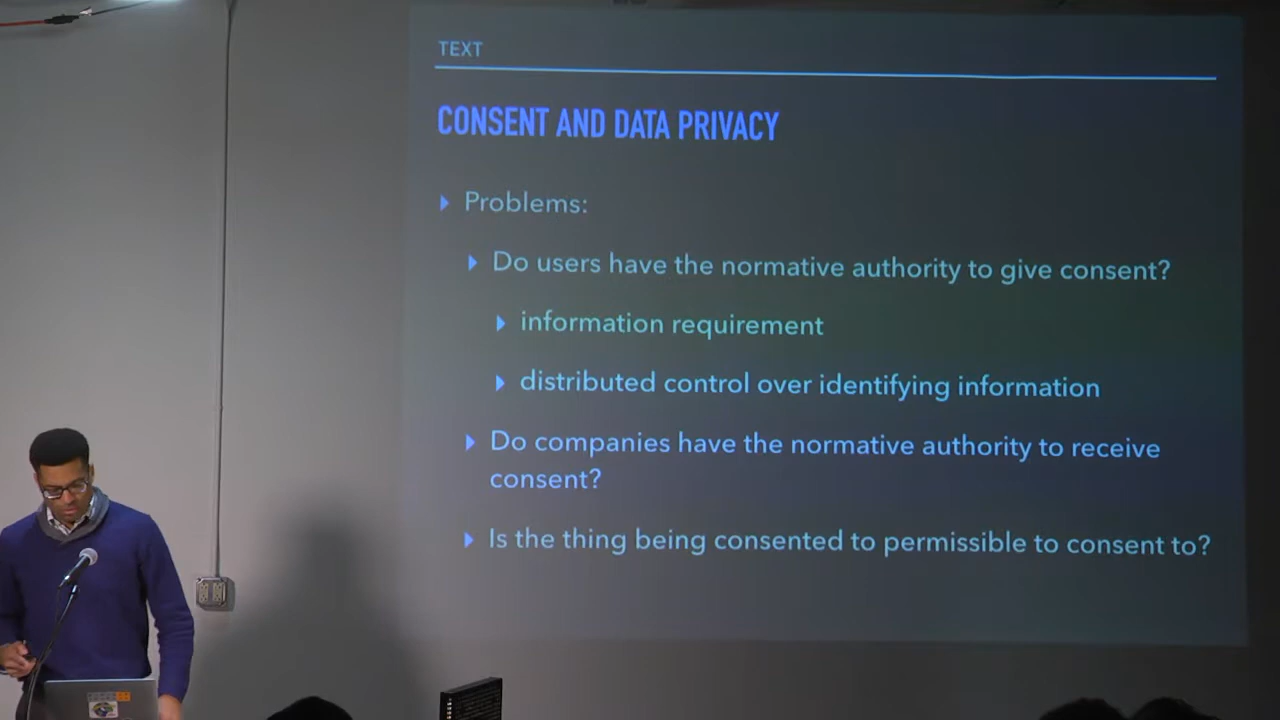 TEXT
CONSENT AND DATA PRIVACY
Problems:
Do users have the normative authority to give consent?
information requirement
distributed control over identifying information
Do companies have the normative authority to receive
consent?
Is the thing being consented to permissible to consent to?